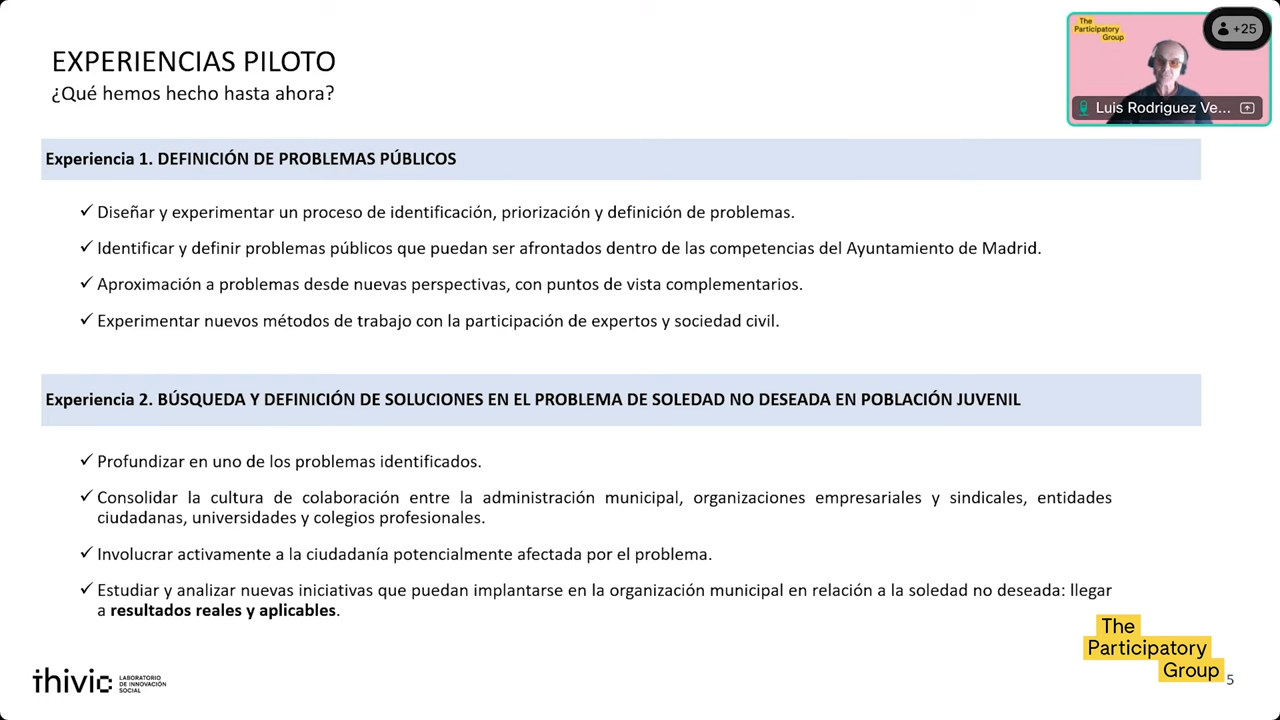 EXPERIENCIAS PILOTO
¿Qué hemos hecho hasta ahora?
The
Participatory
Group
+25
Luis Rodriguez Ve...
Experiencia 1. DEFINICIÓN DE PROBLEMAS PÚBLICOS
✓ Diseñar y experimentar un proceso de identificación, priorización y definición de problemas.
✓ Identificar y definir problemas públicos que puedan ser afrontados dentro de las competencias del Ayuntamiento de Madrid.
✓ Aproximación a problemas desde nuevas perspectivas, con puntos de vista complementarios.
✓ Experimentar nuevos métodos de trabajo con la participación de expertos y sociedad civil.
Experiencia 2. BÚSQUEDA Y DEFINICIÓN DE SOLUCIONES EN EL PROBLEMA DE SOLEDAD NO DESEADA EN POBLACIÓN JUVENIL
✓ Profundizar en uno de los problemas identificados.
✓ Consolidar la cultura de colaboración entre la administración municipal, organizaciones empresariales y sindicales, entidades
ciudadanas, universidades y colegios profesionales.
✓ Involucrar activamente a la ciudadanía potencialmente afectada por el problema.
✓ Estudiar y analizar nuevas iniciativas que puedan implantarse en la organización municipal en relación a la soledad no deseada: llegar
a resultados reales y aplicables.
The
Participatory
Group
5
thivic
LABORATORIO
DE INNOVACIÓN
SOCIAL